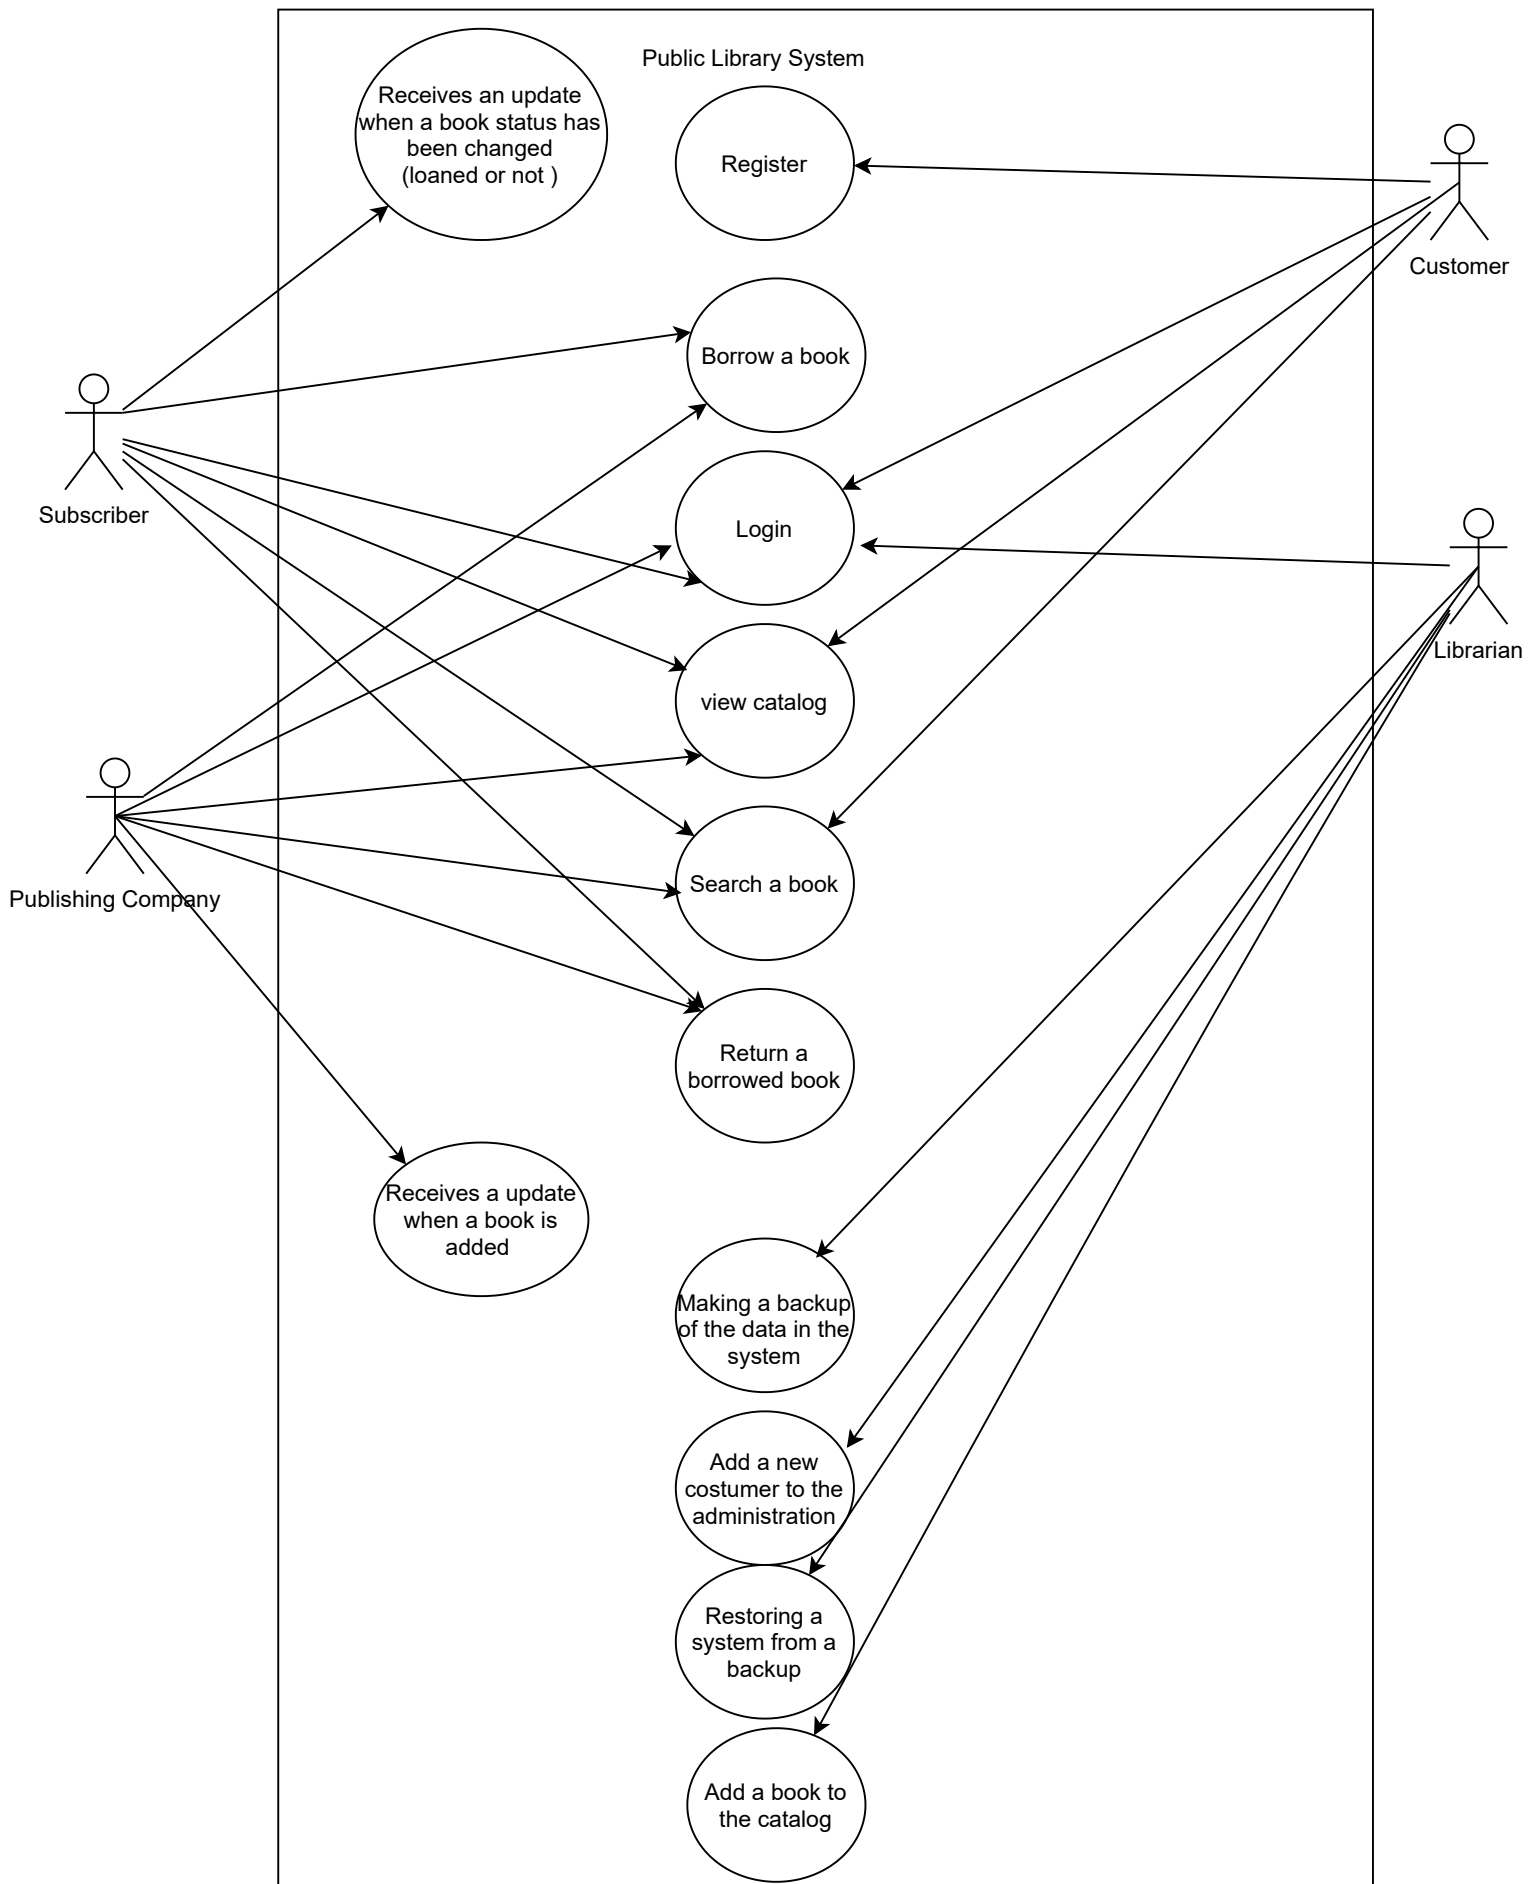 Public Library System
Receives an update
when a book status has
been changed
(loaned or not )
Register
Customer
Borrow a book
Subscriber
Login
Librarian
view catalog
Publishing Company
Search a book
Return a
borrowed book
Receives a update
when a book is
added
Making a backup
of the data in the
system
Add a new
costumer to the
administration
Restoring a
system from a
backup
Add a book to
the catalog